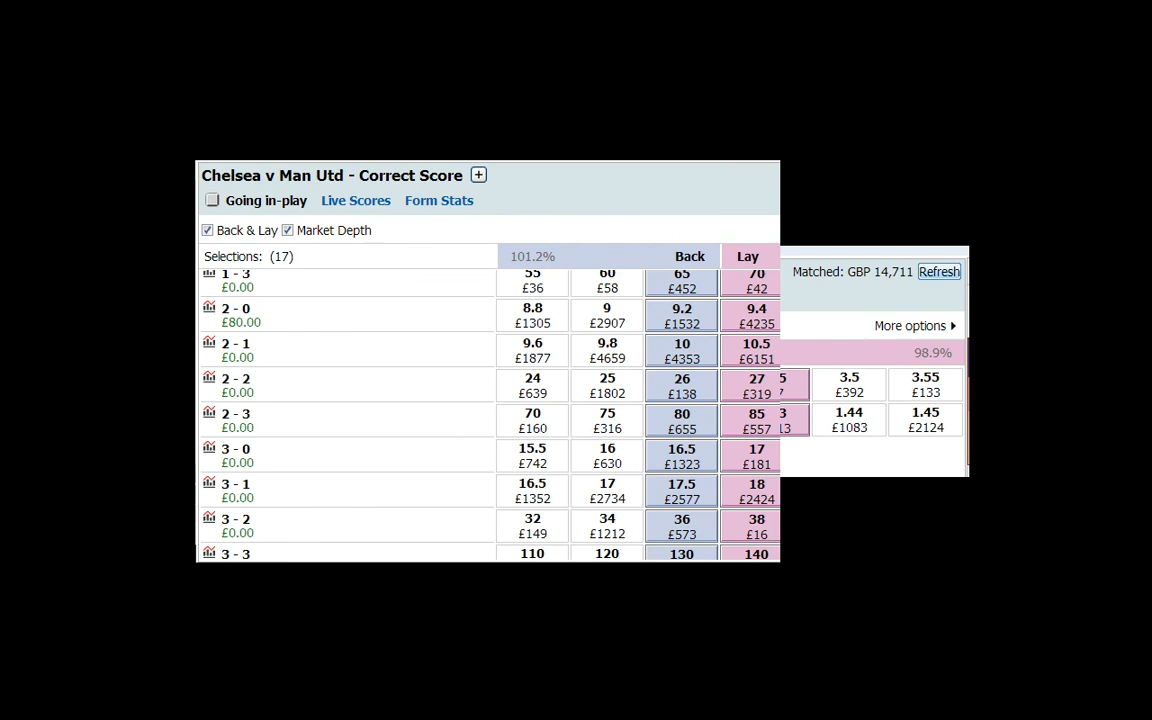 Chelsea v Man Utd - Correct Score +
Going in-play Live Scores Form Stats
Back & Lay Market Depth
Selections: (17) 101.2% Back Lay
1 - 3 55 60 65 70
£0.00 £36 £58 £452 £42
2 - 0 8.8 9 9.2 9.4
£80.00 £1305 £2907 £1532 £4235
2 - 1 9.6 9.8 10 10.5
£0.00 £1877 £4659 £4353 £6151
2 - 2 24 25 26 27
£0.00 £639 £1802 £138 £319
2 - 3 70 75 80 85
£0.00 £160 £316 £655 £557
3 - 0 15.5 16 16.5 17
£0.00 £742 £630 £1323 £181
3 - 1 16.5 17 17.5 18
£0.00 £1352 £2734 £2577 £2424
3 - 2 32 34 36 38
£0.00 £149 £1212 £573 £16
3 - 3 110 120 130 140
Matched: GBP 14,711 Refresh
More options
98.9%
5 3.5 3.55
£392 £133
3 1.44 1.45
13 £1083 £2124